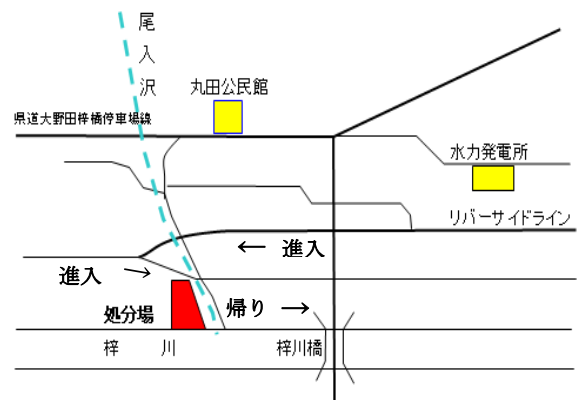 尾入沢
丸田公民館
県道大野田梓橋停車場線
水力発電所
リバーサイドライン
← 進入
進入 →
処分場
帰り →
梓 川
梓川橋